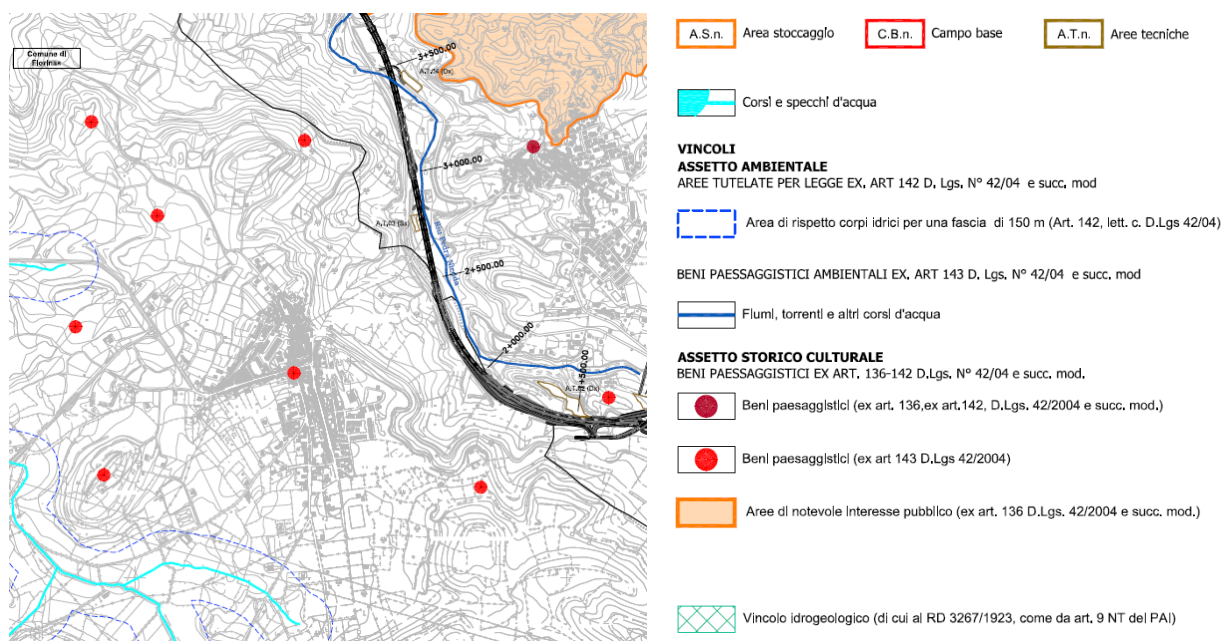 Comune di
3+500.00
A.T.04 (Dx)
3+000.00
A.T.03 (Sx)
2+500.00
2+000.00
1+500.00
A.S.n.
Area stoccaggio
C.B.n.
Campo base
A.T.n.
Aree tecniche
Corsi e specchi d'acqua
VINCOLI
ASSETTO AMBIENTALE
AREE TUTELATE PER LEGGE EX. ART 142 D. Lgs. N° 42/04 e succ. mod
Area di rispetto corpi idrici per una fascia di 150 m (Art. 142, lett. c. D.Lgs 42/04)
BENI PAESSAGGISTICI AMBIENTALI EX. ART 143 D. Lgs. N° 42/04 e succ. mod
Fiumi, torrenti e altri corsi d'acqua
ASSETTO STORICO CULTURALE
BENI PAESSAGGISTICI EX ART. 136-142 D.Lgs. N° 42/04 e succ. mod.
Beni paesaggistici (ex art. 136,ex art.142, D.Lgs. 42/2004 e succ. mod.)
Beni paesaggistici (ex art 143 D.Lgs 42/2004)
Aree di notevole interesse pubblico (ex art. 136 D.Lgs. 42/2004 e succ. mod.)
Vincolo idrogeologico (di cui al RD 3267/1923, come da art. 9 NT del PAI)